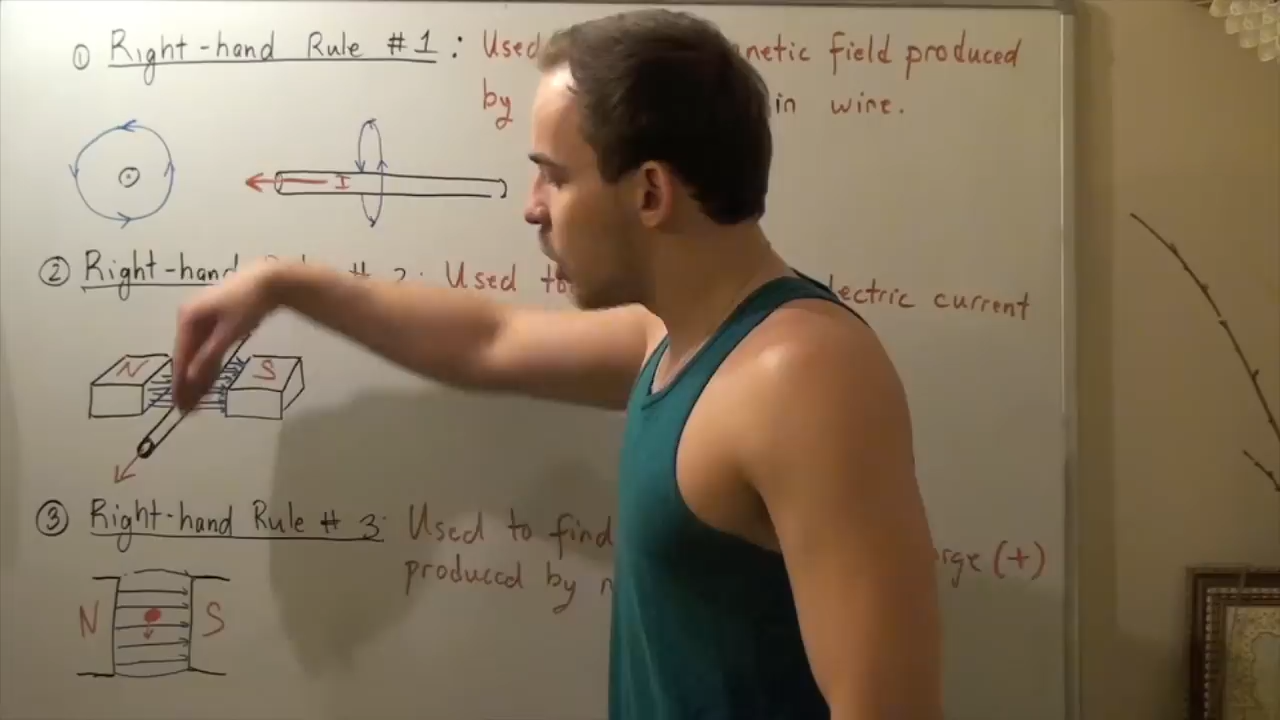 ① Right-hand Rule #1: Used netic field produced
by in wire.
I
② Right-hand # 2: Used to lectric current
N S
③ Right-hand Rule # 3: Used to find rge (+)
produced by
N S